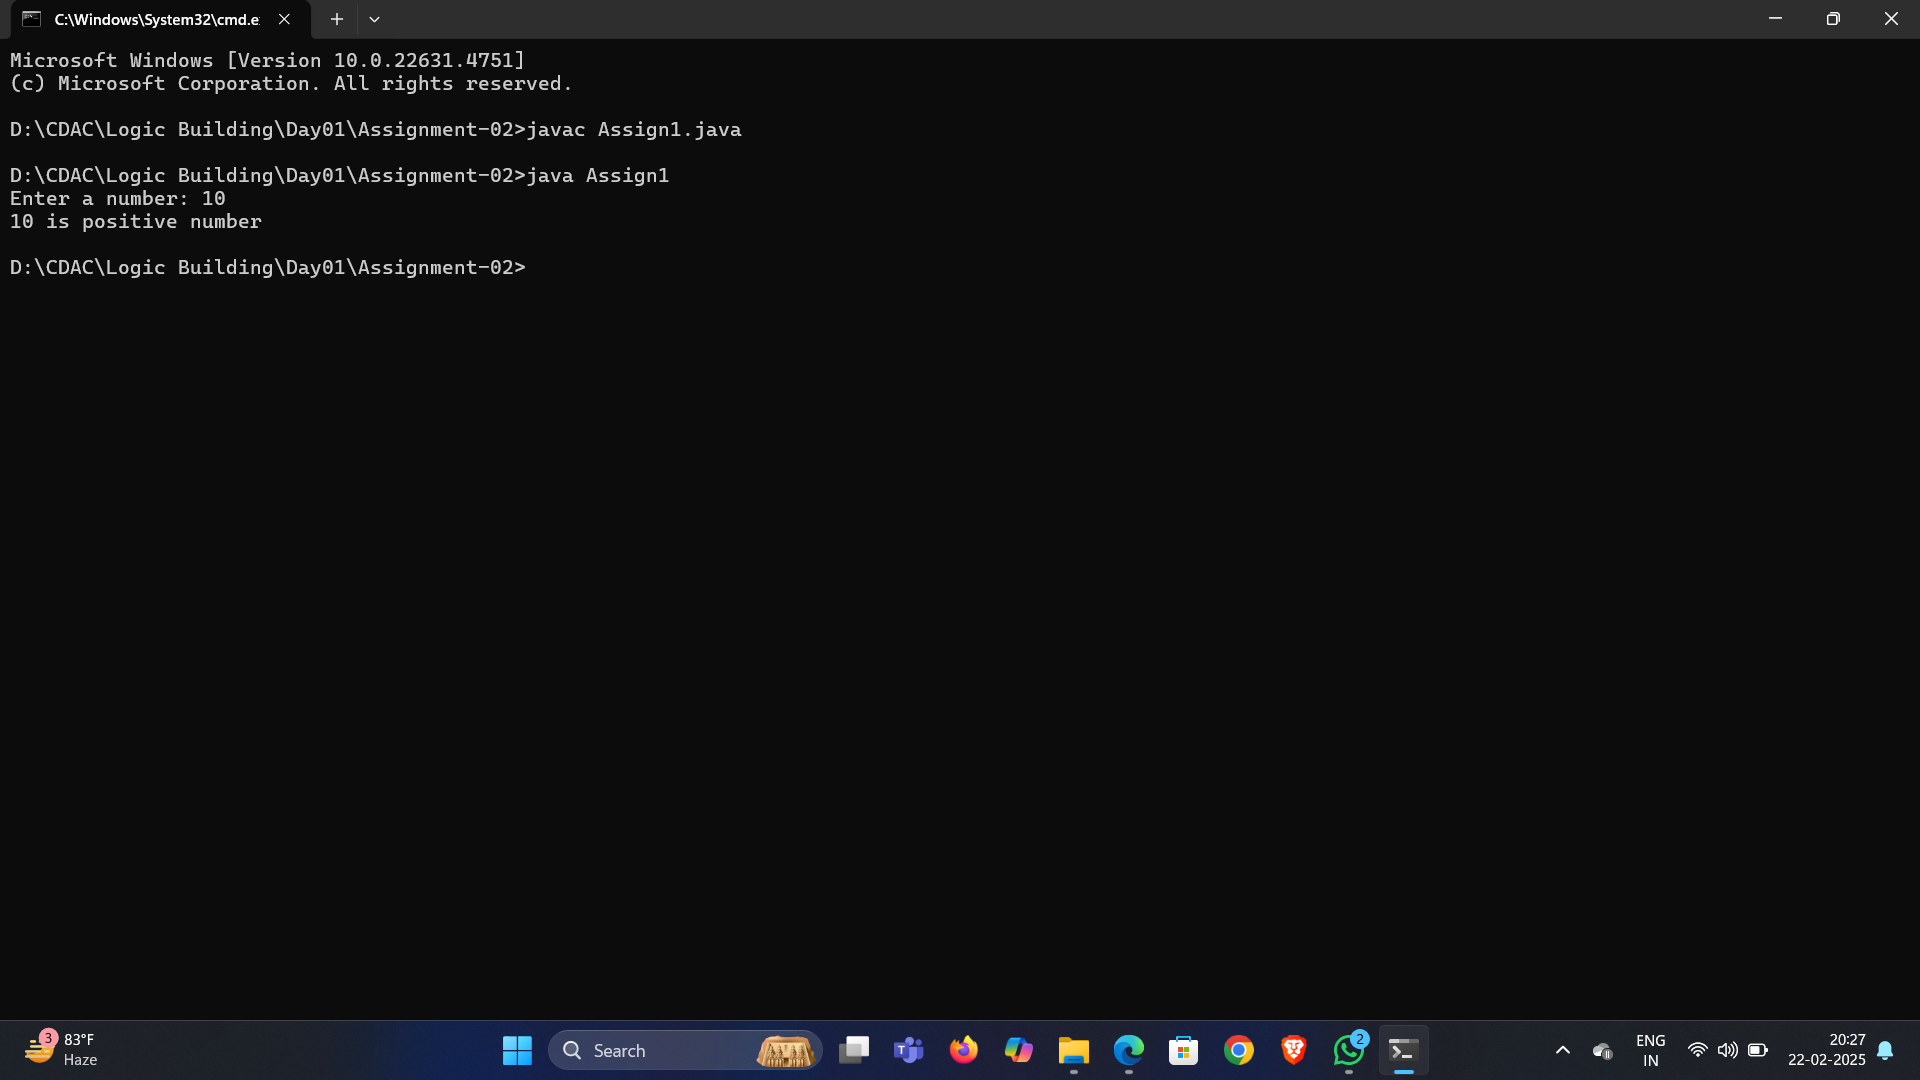 C:\Windows\System32\cmd.e
Microsoft Windows [Version 10.0.22631.4751]
(c) Microsoft Corporation. All rights reserved.
D:\CDAC\Logic Building\Day01\Assignment-02>javac Assign1.java
D:\CDAC\Logic Building\Day01\Assignment-02>java Assign1
Enter a number: 10
10 is positive number
D:\CDAC\Logic Building\Day01\Assignment-02>
3
83°F
Haze
Search
2
ENG
IN
20:27
22-02-2025